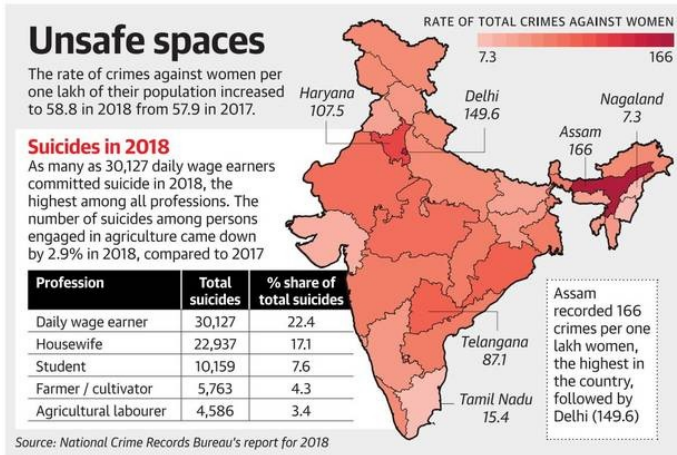 Unsafe spaces
The rate of crimes against women per
one lakh of their population increased
to 58.8 in 2018 from 57.9 in 2017.
Suicides in 2018
As many as 30,127 daily wage earners
committed suicide in 2018, the
highest among all professions. The
number of suicides among persons
engaged in agriculture came down
by 2.9% in 2018, compared to 2017
Profession Total suicides % share of total suicides
Daily wage earner 30,127 22.4
Housewife 22,937 17.1
Student 10,159 7.6
Farmer / cultivator 5,763 4.3
Agricultural labourer 4,586 3.4
RATE OF TOTAL CRIMES AGAINST WOMEN
7.3 166
Haryana
107.5
Delhi
149.6
Nagaland
7.3
Assam
166
Telangana
87.1
Tamil Nadu
15.4
Assam
recorded 166
crimes per one
lakh women,
the highest in
the country,
followed by
Delhi (149.6)
Source: National Crime Records Bureau's report for 2018